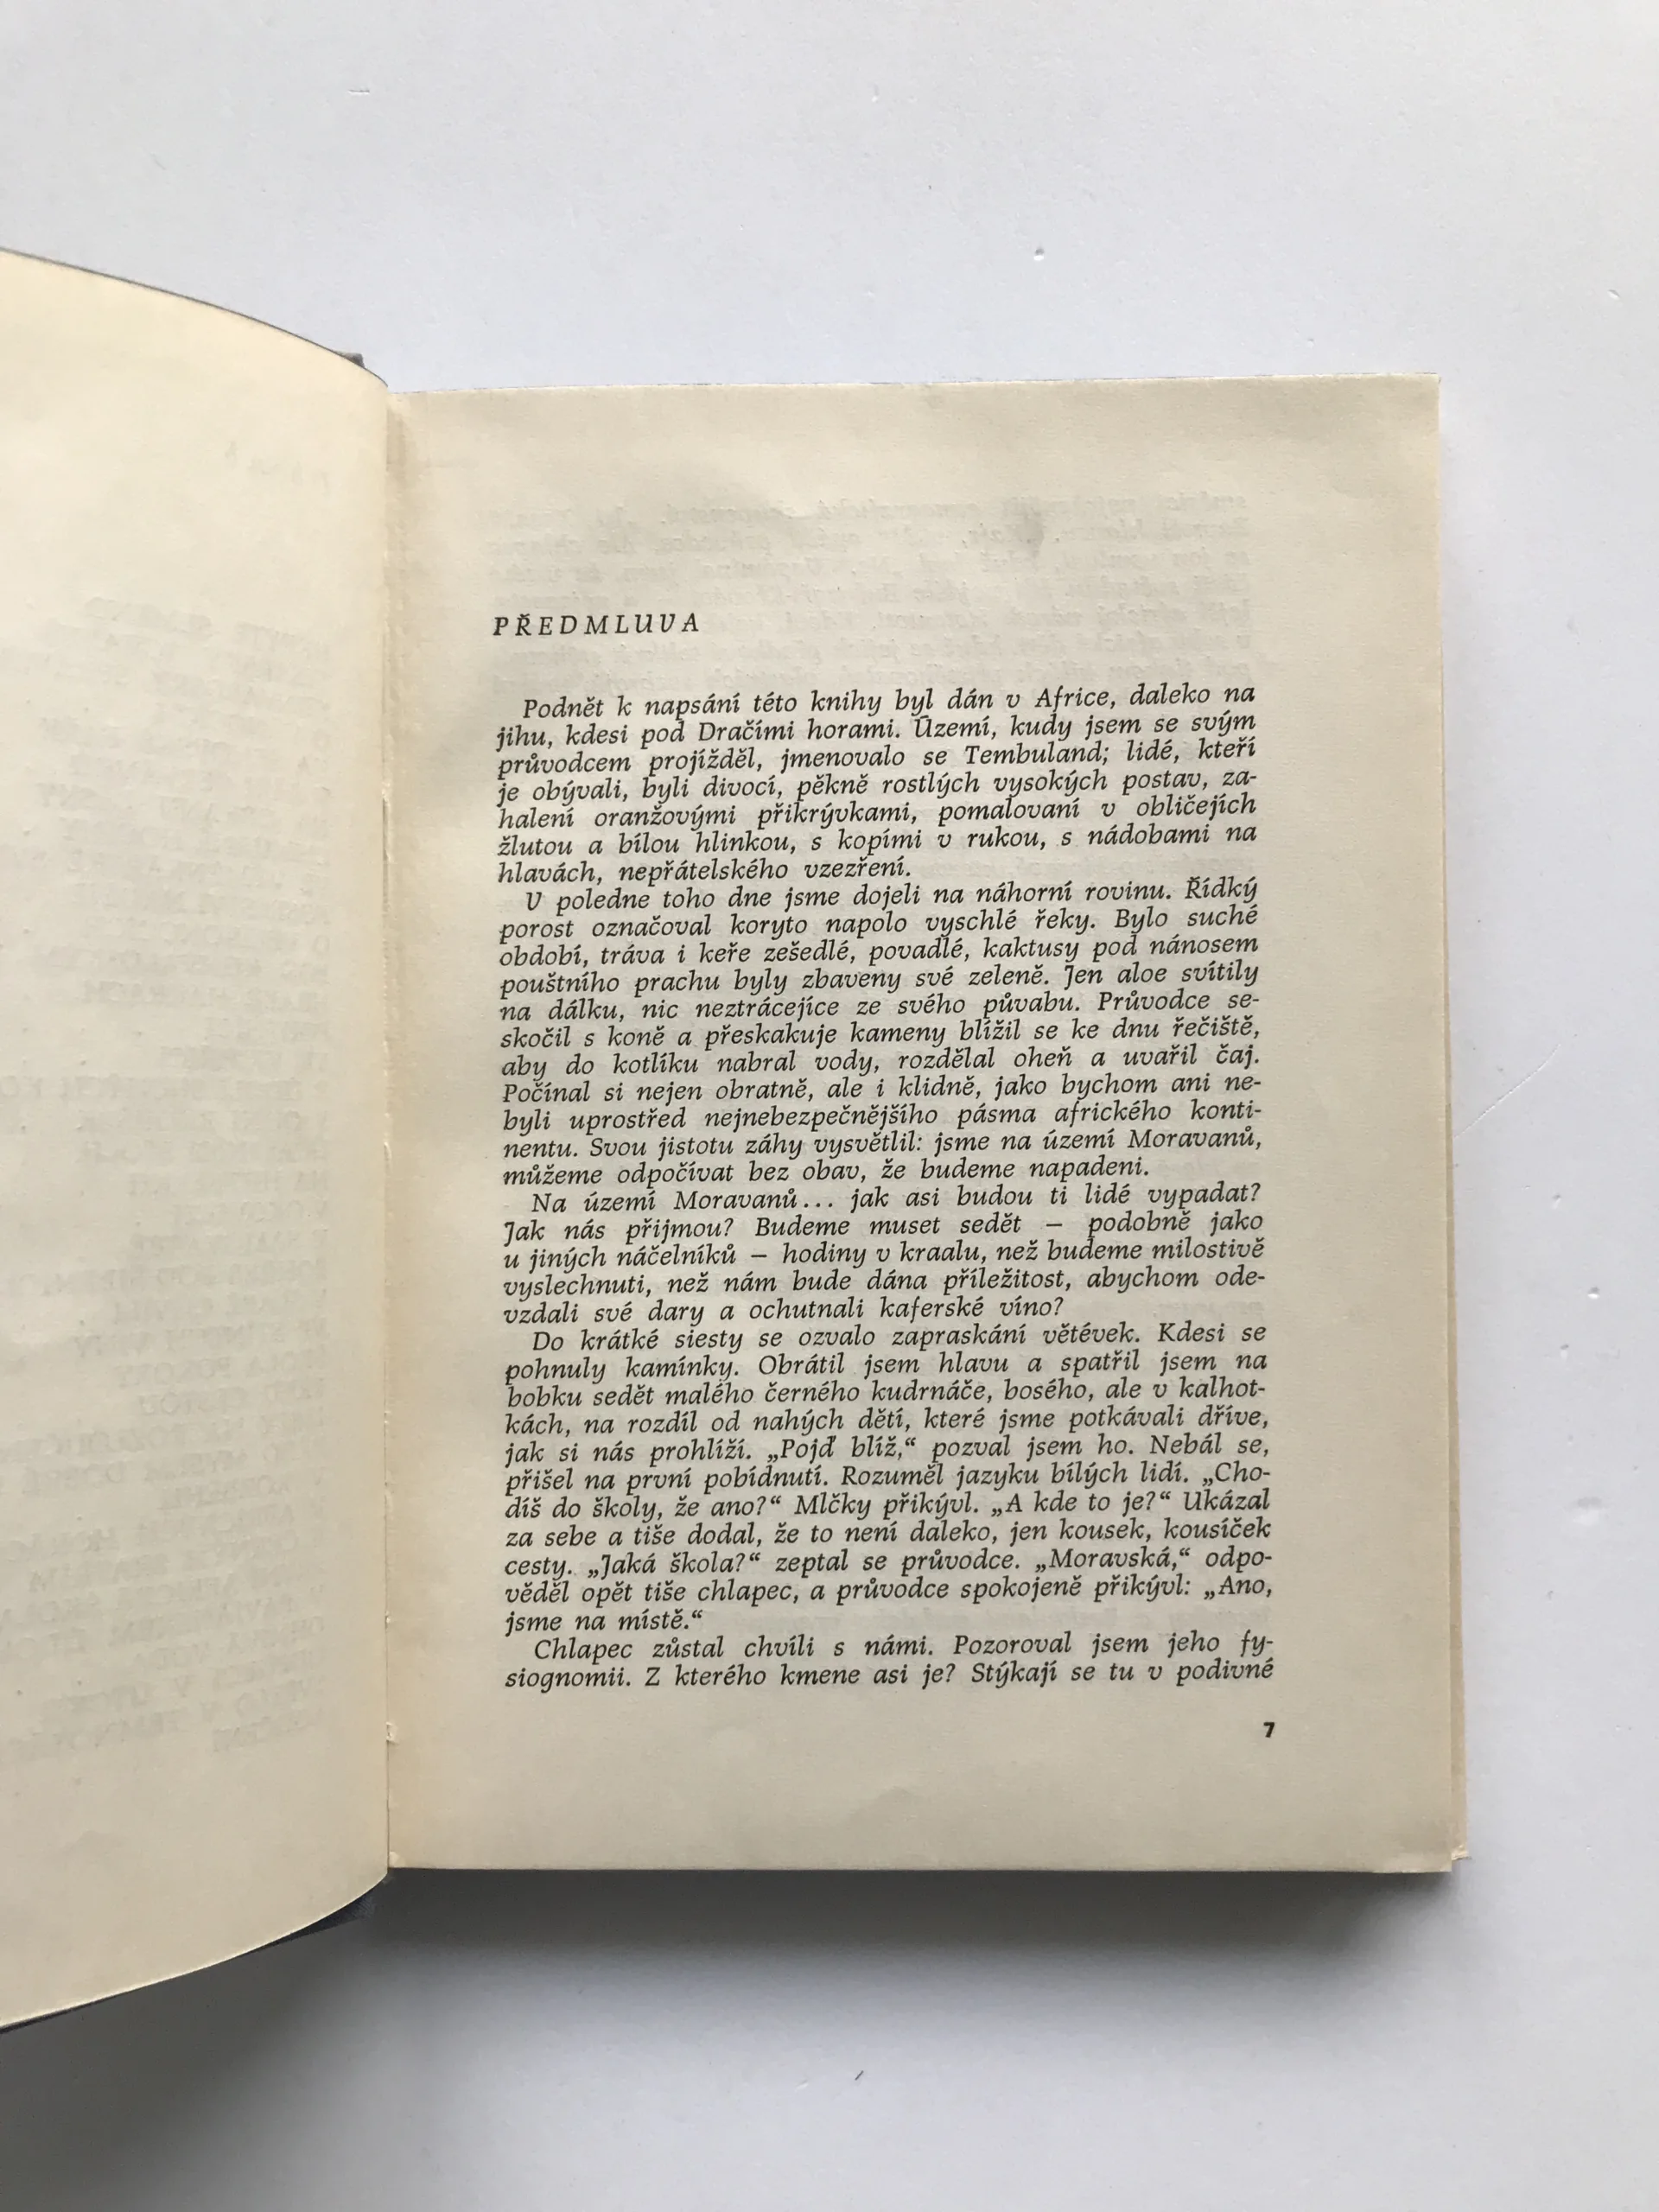 PŘEDMLUVA
Podnět k napsání této knihy byl dán v Africe, daleko na
jihu, kdesi pod Dračími horami. Území, kudy jsem se svým
průvodcem projížděl, jmenovalo se Tembuland; lidé, kteří
je obývali, byli divocí, pěkně rostlých vysokých postav, za-
halení oranžovými přikrývkami, pomalovaní v obličejích
žlutou a bílou hlinkou, s kopími v rukou, s nádobami na
hlavách, nepřátelského vzezření.
V poledne toho dne jsme dojeli na náhorní rovinu. Řídký
porost označoval koryto napolo vyschlé řeky. Bylo suché
období, tráva i keře zešedlé, povadlé, kaktusy pod nánosem
pouštního prachu byly zbaveny své zeleně. Jen aloe svítily
na dálku, nic neztrácejíce ze svého půvabu. Průvodce se-
skočil s koně a přeskakuje kameny blížil se ke dnu řečiště,
aby do kotlíku nabral vody, rozdělal oheň a uvařil čaj.
Počínal si nejen obratně, ale i klidně, jako bychom ani ne-
byli uprostřed nejnebezpečnějšího pásma afrického konti-
nentu. Svou jistotu záhy vysvětlil: jsme na území Moravanů,
můžeme odpočívat bez obav, že budeme napadeni.
Na území Moravanů... jak asi budou ti lidé vypadat?
Jak nás přijmou? Budeme muset sedět — podobně jako
u jiných náčelníků — hodiny v kraalu, než budeme milostivě
vyslechnuti, než nám bude dána příležitost, abychom ode-
vzdali své dary a ochutnali kaferské víno?
Do krátké siesty se ozvalo zapraskání větévek. Kdesi se
pohnuly kamínky. Obrátil jsem hlavu a spatřil jsem na
bobku sedět malého černého kudrnáče, bosého, ale v kalhot-
kách, na rozdíl od nahých dětí, které jsme potkávali dříve,
jak si nás prohlíží. „Pojď blíž,“ pozval jsem ho. Nebál se,
přišel na první pobídnutí. Rozuměl jazyku bílých lidí. „Cho-
díš do školy, že ano?“ Mlčky přikývl. „A kde to je?“ Ukázal
za sebe a tiše dodal, že to není daleko, jen kousek, kousíček
cesty. „Jaká škola?“ zeptal se průvodce. „Moravská,“ odpo-
věděl opět tiše chlapec, a průvodce spokojeně přikývl: „Ano,
jsme na místě.“
Chlapec zůstal chvíli s námi. Pozoroval jsem jeho fy-
siognomii. Z kterého kmene asi je? Stýkají se tu v podivné
7